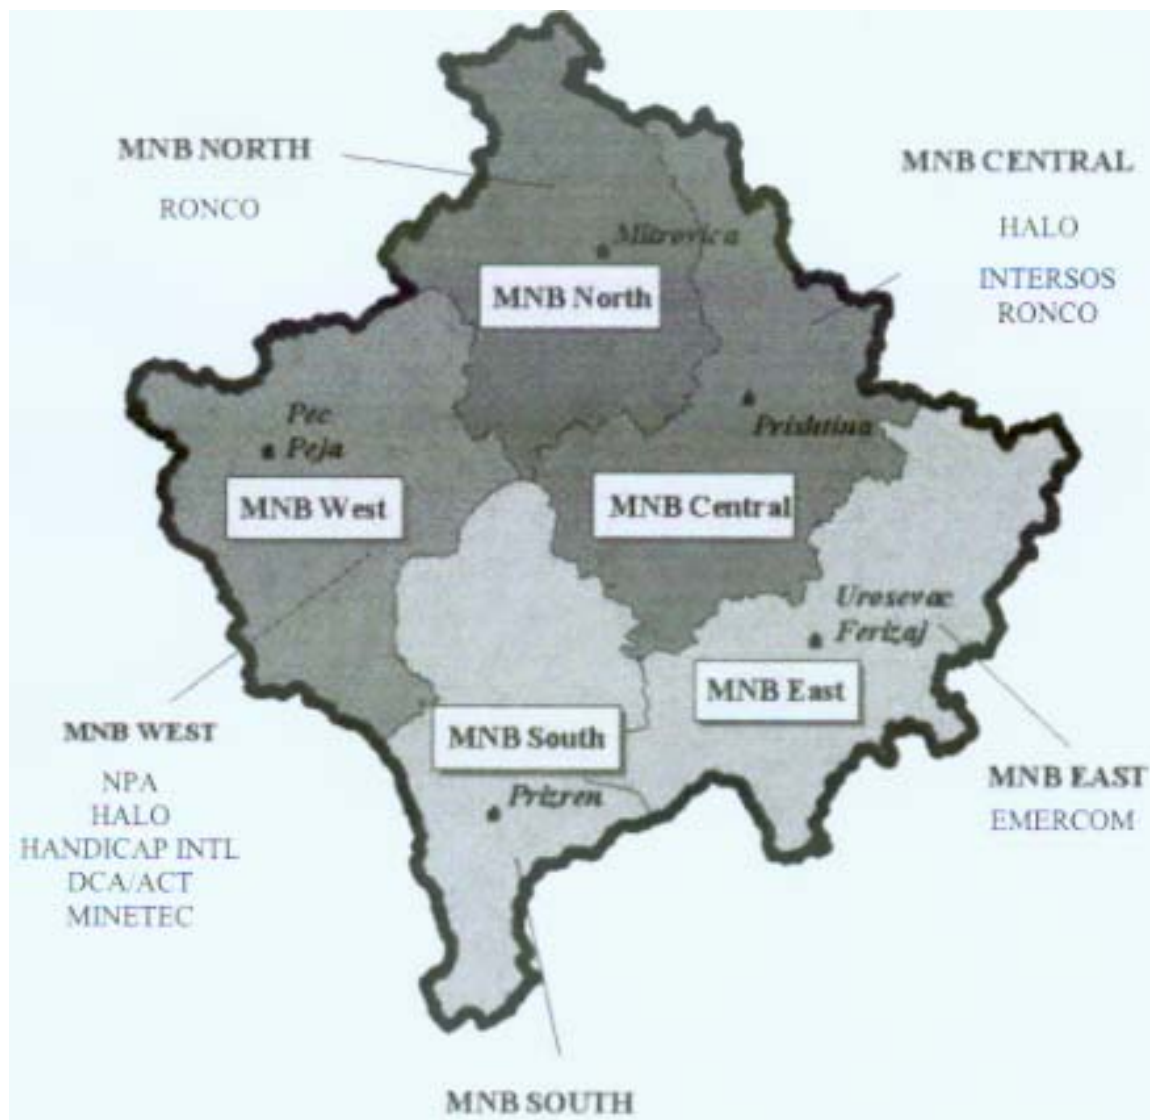 MNB NORTH
RONCO
MNB CENTRAL
HALO
INTERSOS
RONCO
Mitrovica
MNB North
Pec
Peja
MNB West
Prishtina
MNB Central
Urosevac
Ferizaj
MNB East
MNB South
Prizren
MNB WEST
NPA
HALO
HANDICAP INTL
DCA/ACT
MINETEC
MNB EAST
EMERCOM
MNB SOUTH